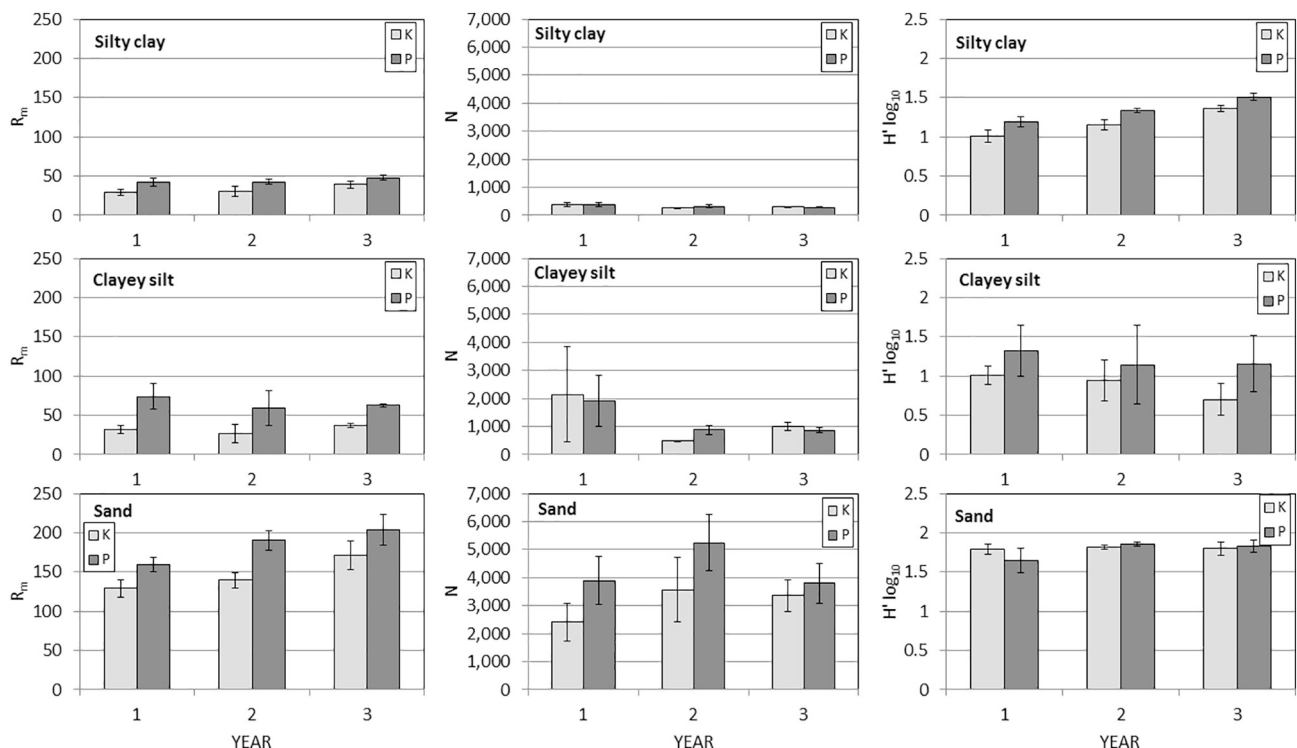 250
200
150
100
50
0
R_m
Silty clay
K
P
1 2 3
7,000
6,000
5,000
4,000
3,000
2,000
1,000
0
N
Silty clay
K
P
1 2 3
2.5
2
1.5
1
0.5
H' log₁₀
Silty clay
K
P
1 2 3
250
200
150
100
50
0
R_m
Clayey silt
K
P
1 2 3
7,000
6,000
5,000
4,000
3,000
2,000
1,000
0
N
Clayey silt
K
P
1 2 3
2.5
2
1.5
1
0.5
0
H' log₁₀
Clayey silt
K
P
1 2 3
250
200
150
100
50
0
R_m
Sand
K
P
1 2 3
YEAR
7,000
6,000
5,000
4,000
3,000
2,000
1,000
0
N
Sand
K
P
1 2 3
YEAR
2.5
2
1.5
1
0.5
0
H' log₁₀
Sand
K
P
1 2 3
YEAR